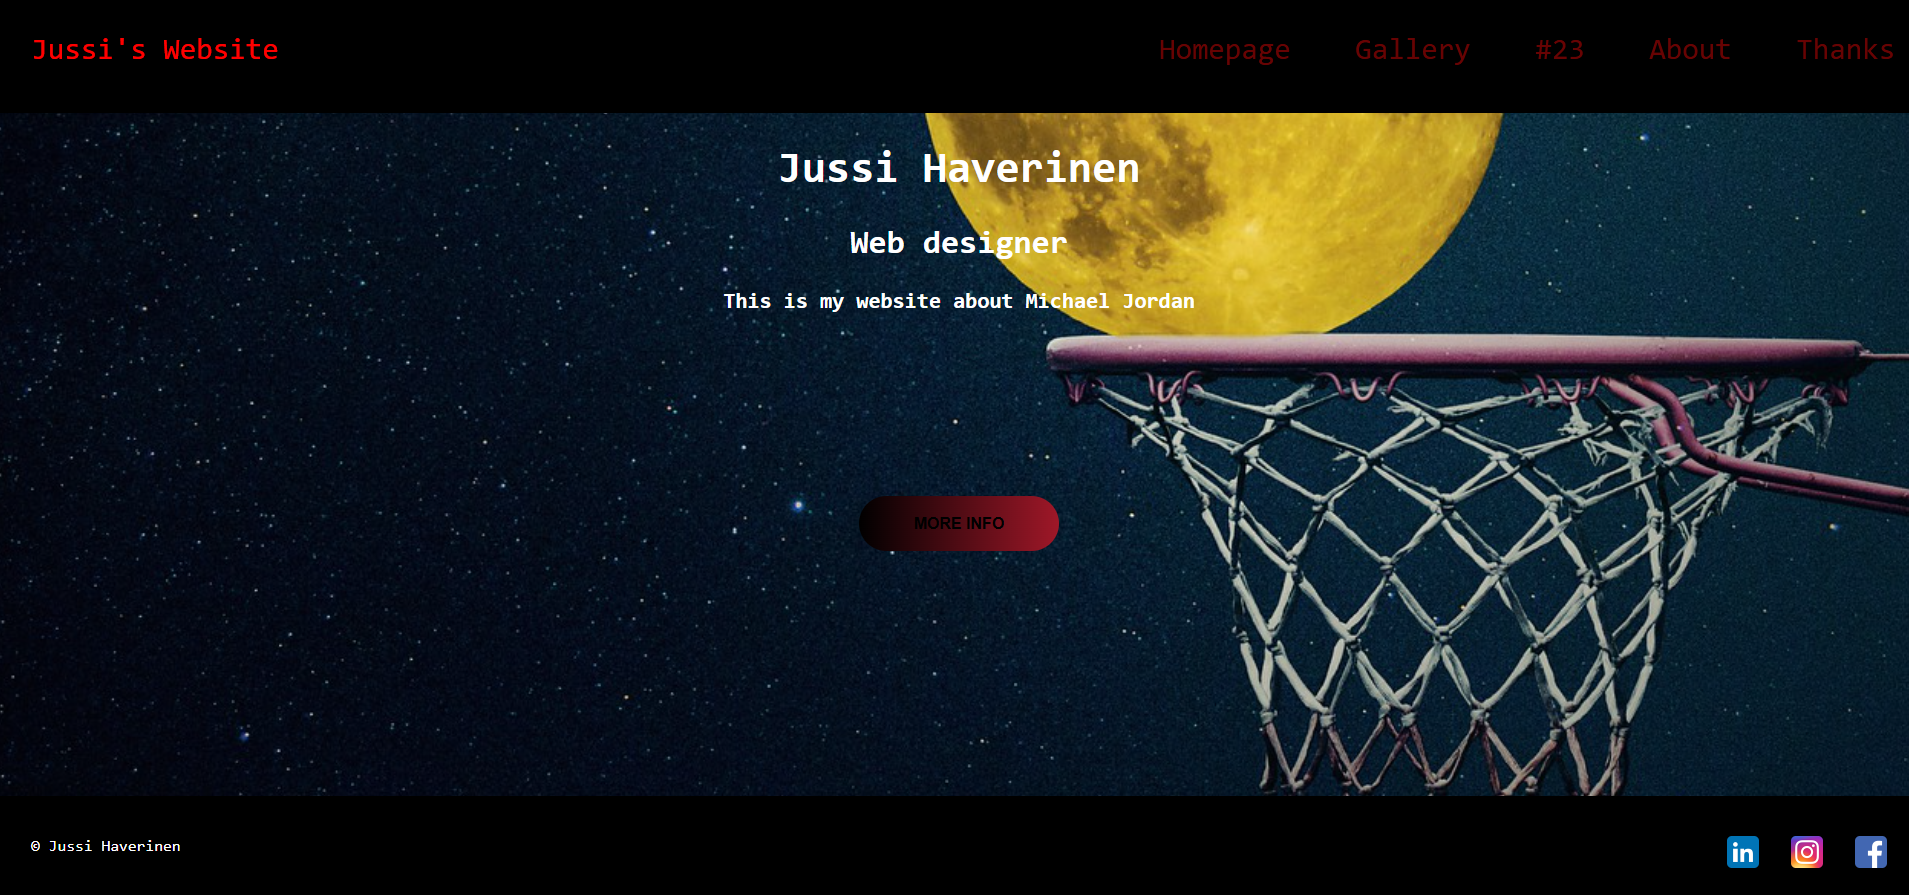 Jussi's Website
Homepage Gallery #23 About Thanks
Jussi Haverinen
Web designer
This is my website about Michael Jordan
MORE INFO
© Jussi Haverinen
in
f